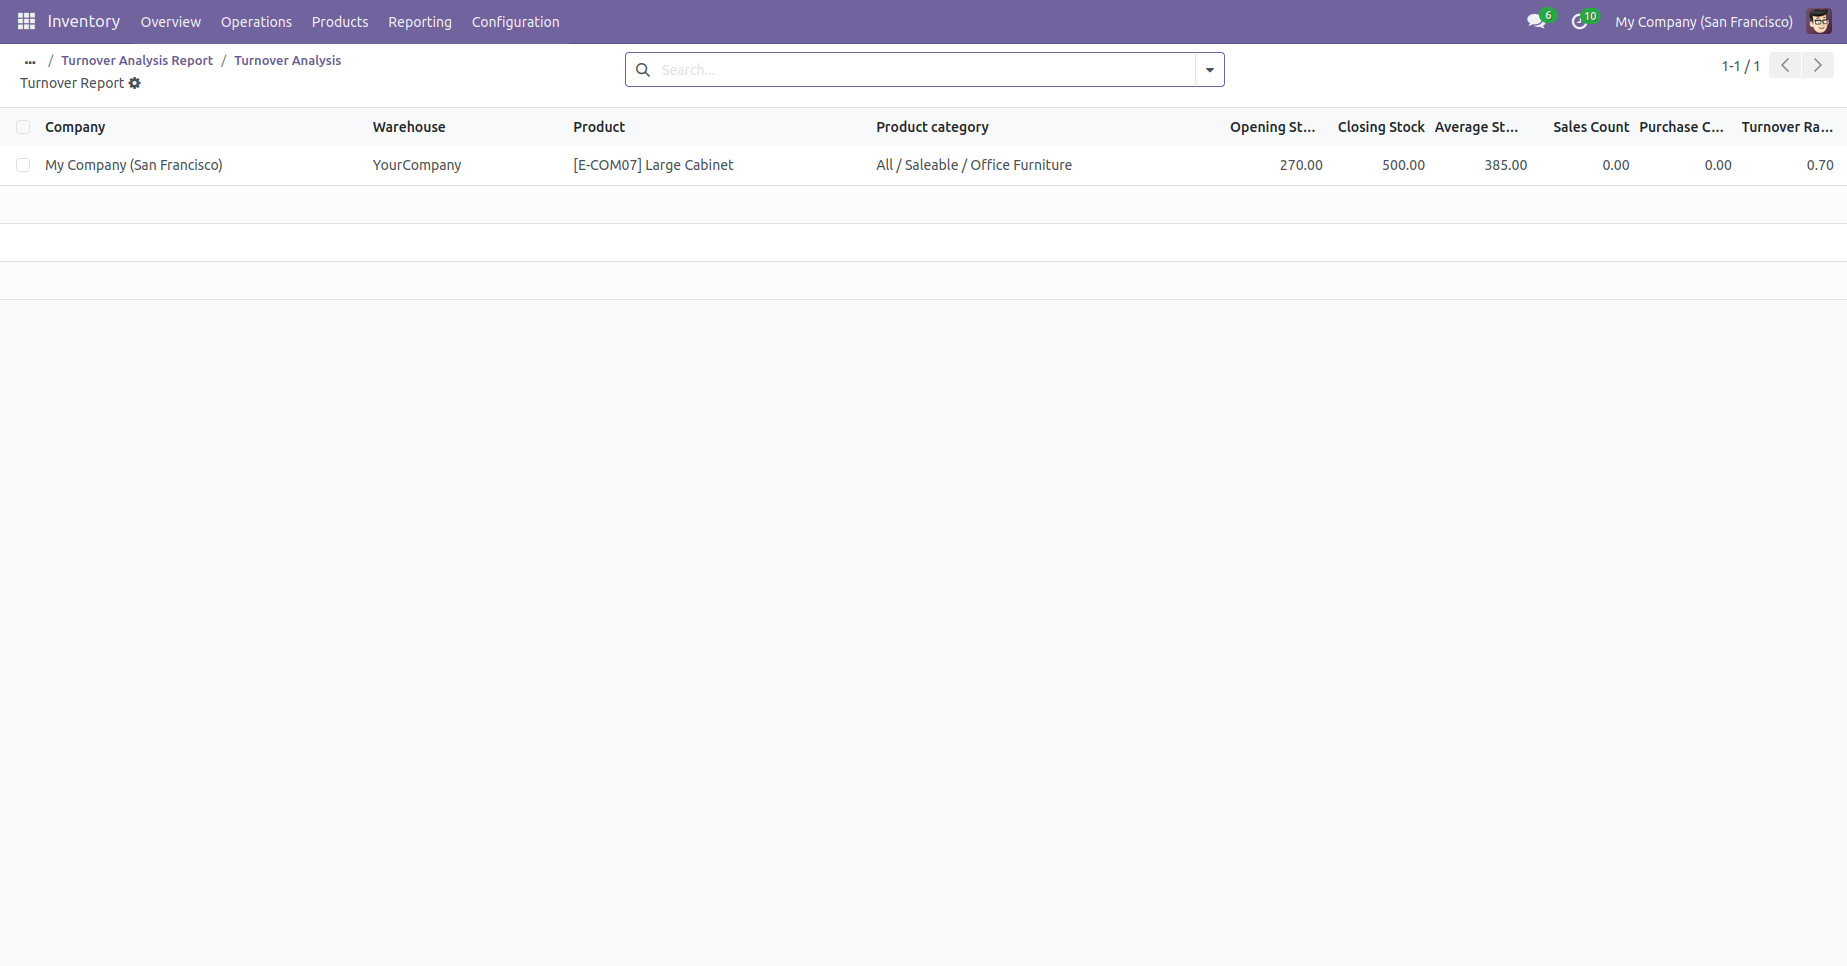 Inventory Overview Operations Products Reporting Configuration 6 10 My Company (San Francisco)
... / Turnover Analysis Report / Turnover Analysis
Turnover Report
Search...
1-1 / 1
Company Warehouse Product Product category Opening St... Closing Stock Average St... Sales Count Purchase C... Turnover Ra...
My Company (San Francisco) YourCompany [E-COM07] Large Cabinet All / Saleable / Office Furniture 270.00 500.00 385.00 0.00 0.00 0.70